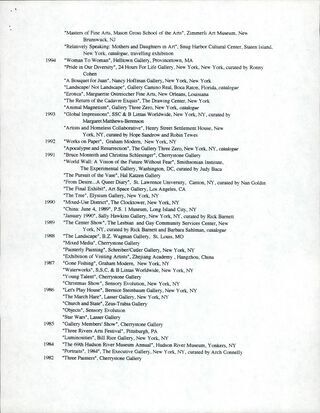 "Masters of Fine Arts, Mason Gross School of the Arts", Zimmerli Art Museum, New
Brunswick, NJ
"Relatively Speaking: Mothers and Daughters in Art", Snug Harbor Cultural Center, Staten Island,
New York, catalogue, travelling exhibition
1994 "Woman To Woman", Helltown Gallery, Provincetown, MA
"Pride in Our Diversity", 24 Hours For Life Gallery, New York, curated by Ronny
Cohen
"A Bouquet for Juan", Nancy Hoffman Gallery, New York, New York
"Landscape Not Landscape", Gallery Camino Real, Boca Raton, Florida, catalogue
"Erotica", Marguerite Oestreicher Fine Arts, New Orleans, Louisiana
"The Return of the Cadavre Exquis", The Drawing Center, New York
"Animal Magnetism", Gallery Three Zero, New York, catalogue
1993 "Global Impressions", SSC & B Lintas Worldwide, New York, NY, curated by
Margaret Matthews-Berenson
"Artists and Homeless Collaborative", Henry Street Settlement House, New
York, NY, curated by Hope Sandrow & Robin Tewes
1992 "Works on Paper", Graham Modern, New York, NY
"Apocalypse and Resurrection", The Gallery Three Zero, New York, NY, catalogue
1991 "Bruce Monteith and Christina Schlesinger", Cherrystone Gallery
"World Wall: A Vision of the Future Without Fear", Smithsonian Institute,
The Experimental Gallery, Washington, DC, curated by Judy Baca
"The Pursuit of the Vase", Hal Katzen Gallery
"From Desire...A Queer Diary", St. Lawrence University, Canton, NY, curated by Nan Goldin
"The Final Exhibit", Art Space Gallery, Los Angeles, CA
"The Tree", Elysium Gallery, New York, NY
1990 "Mixed-Use District", The Clocktower, New York, NY
"China: June 4, 1989", P.S. 1 Museum, Long Island City, NY
"January 1990", Sally Hawkins Gallery, New York, NY, curated by Rick Barnett
1989 "The Center Show", The Lesbian and Gay Community Services Center, New
York, NY, curated by Rick Barnett and Barbara Sahlman, catalogue
1988 "The Landscape", B.Z. Wagman Gallery, St. Louis, MO
"Mixed Media", Cherrystone Gallery
"Painterly Painting", Schreiber/Cutler Gallery, New York, NY
"Exhibition of Visiting Artists", Zhejiang Academy, Hangzhou, China
1987 "Gone Fishing", Graham Modern, New York, NY
"Waterworks", S.S.C. & B Lintas Worldwide, New York, NY
"Young Talent", Cherrystone Gallery
"Christmas Show", Sensory Evolution, New York, NY
1986 "Let's Play House", Bernice Steinbaum Gallery, New York, NY
"The March Hare", Lasser Gallery, New York, NY
"Church and State", Zeus-Trabia Gallery
"Objects", Sensory Evolution
"Star Wars", Lasser Gallery
1985 "Gallery Members' Show", Cherrystone Gallery
"Three Rivers Arts Festival", Pittsburgh, PA
"Luminosities", Bill Rice Gallery, New York, NY
1984 "The 69th Hudson River Museum Annual", Hudson River Museum, Yonkers, NY
"Portraits", 1984", The Executive Gallery, New York, NY, curated by Arch Connelly
1982 "Three Painters", Cherrystone Gallery